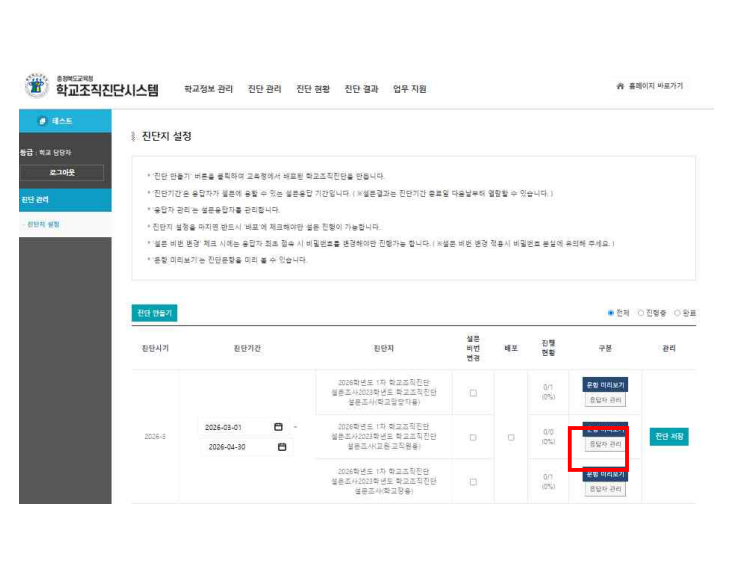 충청북도교육청
학교조직진단시스템
학교정보 관리 진단 관리 진단 현황 진단 결과 업무 지원
홈페이지 바로가기
테스트
등급 : 학교 담당자
로그아웃
진단 관리
- 진단지 설정
진단지 설정
* '진단 만들기' 버튼을 클릭하여 교육청에서 배포된 학교조직진단을 만듭니다.
* '진단기간'은 응답자가 설문에 응할 수 있는 설문응답 기간입니다. ( ※설문결과는 진단기간 종료일 다음날부터 열람할 수 있습니다. )
* '응답자 관리'는 설문응답자를 관리합니다.
* 진단지 설정을 마치면 반드시 '배포'에 체크해야만 설문 진행이 가능합니다.
* '설문 비번 변경' 체크 시에는 응답자 최초 접속 시 비밀번호를 변경해야만 진행가능 합니다. ( ※설문 비번 변경 적용시 비밀번호 분실에 유의해 주세요. )
* '문항 미리보기'는 진단문항을 미리 볼 수 있습니다.
진단 만들기
전체 진행중 완료
진단시기 진단기간 진단지 설문 비번 변경 배포 진행 현황 구분 관리
2026학년도 1차 학교조직진단
설문조사2023학년도 학교조직진단
설문조사(학교담당자용)
0/1
(0%)
문항 미리보기
응답자 관리
2026-3
2026-03-01 ~
2026-04-30
2026학년도 1차 학교조직진단
설문조사2023학년도 학교조직진단
설문조사(교원·교직원용)
0/0
(0%)
문항 미리보기
응답자 관리
진단 저장
2026학년도 1차 학교조직진단
설문조사2023학년도 학교조직진단
설문조사(학교장용)
0/1
(0%)
문항 미리보기
응답자 관리